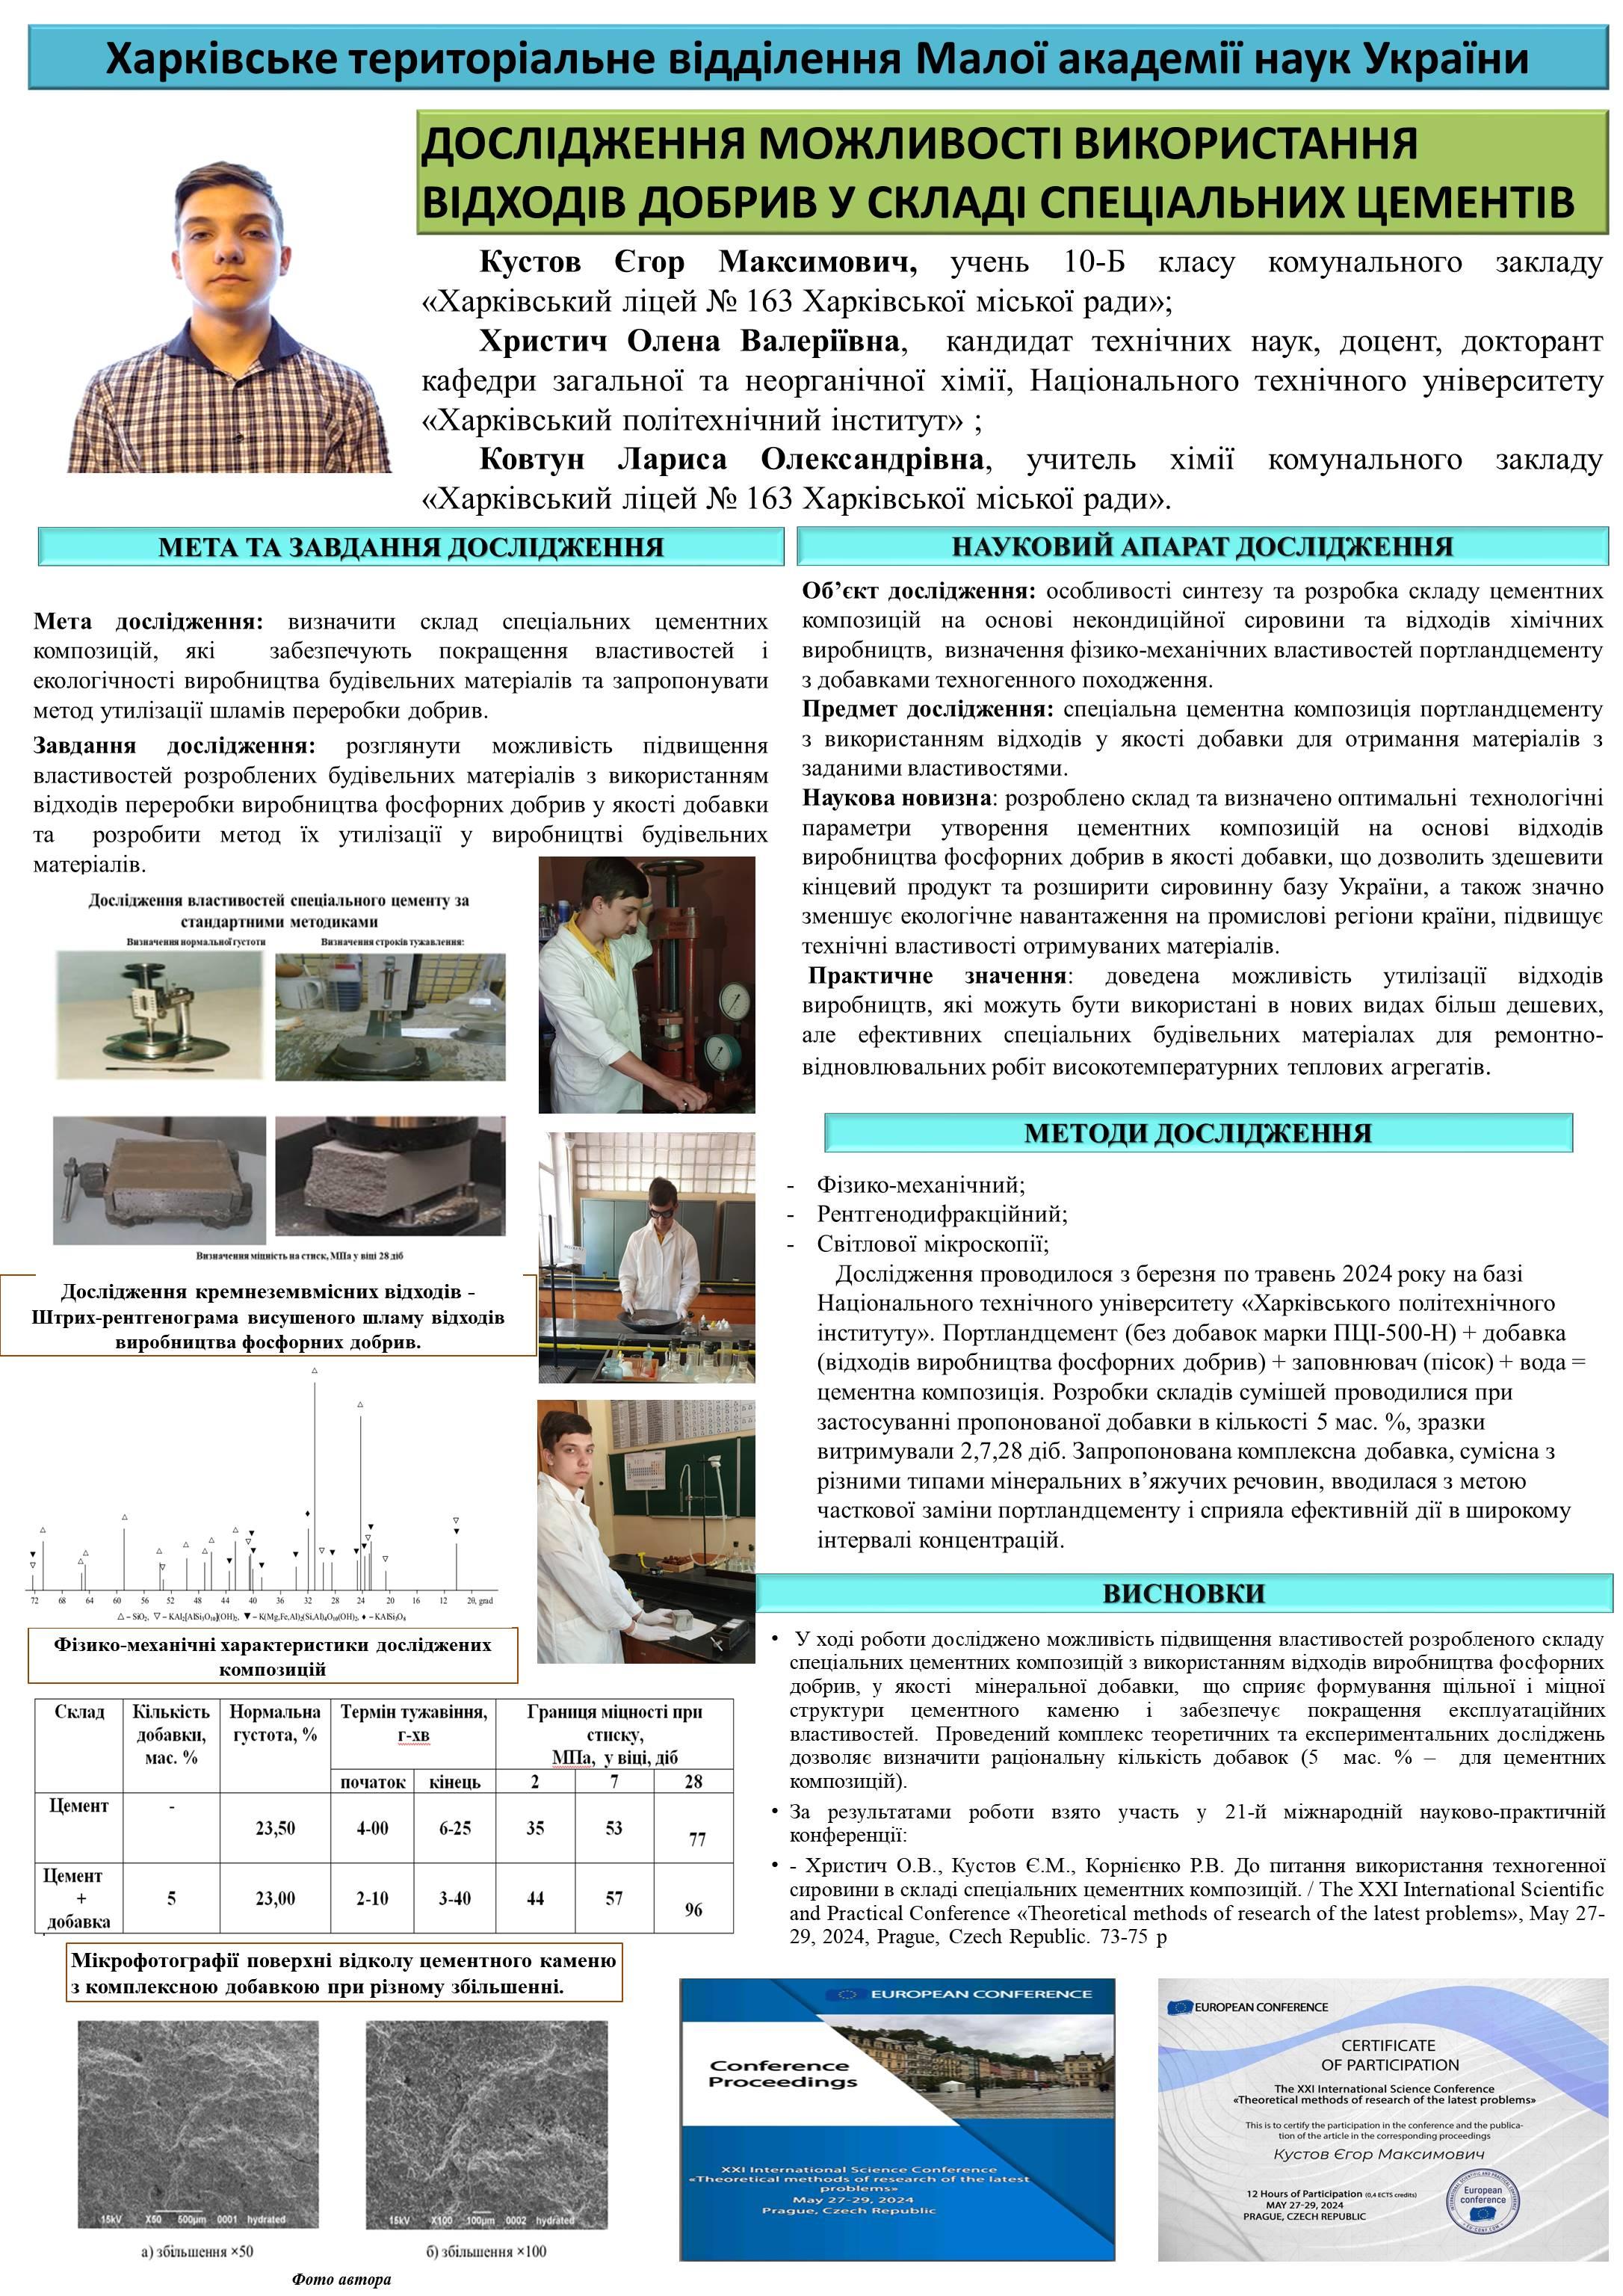 Харківське територіальне відділення Малої академії наук України
ДОСЛІДЖЕННЯ МОЖЛИВОСТІ ВИКОРИСТАННЯ
ВІДХОДІВ ДОБРИВ У СКЛАДІ СПЕЦІАЛЬНИХ ЦЕМЕНТІВ
Кустов Єгор Максимович, учень 10-Б класу комунального закладу
«Харківський ліцей № 163 Харківської міської ради»;
Христич Олена Валеріївна, кандидат технічних наук, доцент, докторант
кафедри загальної та неорганічної хімії, Національного технічного університету
«Харківський політехнічний інститут» ;
Ковтун Лариса Олександрівна, учитель хімії комунального закладу
«Харківський ліцей № 163 Харківської міської ради».
МЕТА ТА ЗАВДАННЯ ДОСЛІДЖЕННЯ
Мета дослідження: визначити склад спеціальних цементних
композицій, які забезпечують покращення властивостей і
екологічності виробництва будівельних матеріалів та запропонувати
метод утилізації шламів переробки добрив.
Завдання дослідження: розглянути можливість підвищення
властивостей розроблених будівельних матеріалів з використанням
відходів переробки виробництва фосфорних добрив у якості добавки
та розробити метод їх утилізації у виробництві будівельних
матеріалів.
Дослідження властивостей спеціального цементу за
стандартними методиками
Визначення нормальної густоти
Визначення строків тужавлення:
Визначення міцність на стиск, МПа у віці 28 діб
Дослідження кремнеземвмісних відходів -
Штрих-рентгенограма висушеного шламу відходів
виробництва фосфорних добрив.
72 68 64 60 56 52 48 44 40 36 32 28 24 20 16 12 2θ, grad
△ – SiO₂, ▽ – KAl₂[AlSi₃O₁₀](OH)₂, ▼ – K(Mg,Fe,Al)₃(Si,Al)₄O₁₀(OH)₂, ♦ – KAlSi₃O₈
Фізико-механічні характеристики досліджених
композицій
Склад Кількість добавки, мас. % Нормальна густота, % Термін тужавіння, г-хв Границя міцності при стиску, МПа, у віці, діб
початок кінець 2 7 28
Цемент - 23,50 4-00 6-25 35 53 77
Цемент + добавка 5 23,00 2-10 3-40 44 57 96
Мікрофотографії поверхні відколу цементного каменю
з комплексною добавкою при різному збільшенні.
15kV X50 500µm 0001 hydrated
15kV X100 100µm 0002 hydrated
а) збільшення ×50
б) збільшення ×100
Фото автора
НАУКОВИЙ АПАРАТ ДОСЛІДЖЕННЯ
Об’єкт дослідження: особливості синтезу та розробка складу цементних
композицій на основі некондиційної сировини та відходів хімічних
виробництв, визначення фізико-механічних властивостей портландцементу
з добавками техногенного походження.
Предмет дослідження: спеціальна цементна композиція портландцементу
з використанням відходів у якості добавки для отримання матеріалів з
заданими властивостями.
Наукова новизна: розроблено склад та визначено оптимальні технологічні
параметри утворення цементних композицій на основі відходів
виробництва фосфорних добрив в якості добавки, що дозволить здешевити
кінцевий продукт та розширити сировинну базу України, а також значно
зменшує екологічне навантаження на промислові регіони країни, підвищує
технічні властивості отримуваних матеріалів.
Практичне значення: доведена можливість утилізації відходів
виробництв, які можуть бути використані в нових видах більш дешевих,
але ефективних спеціальних будівельних матеріалах для ремонтно-
відновлювальних робіт високотемпературних теплових агрегатів.
МЕТОДИ ДОСЛІДЖЕННЯ
- Фізико-механічний;
- Рентгенодифракційний;
- Світлової мікроскопії;
Дослідження проводилося з березня по травень 2024 року на базі
Національного технічного університету «Харківського політехнічного
інституту». Портландцемент (без добавок марки ПЦІ-500-Н) + добавка
(відходів виробництва фосфорних добрив) + заповнювач (пісок) + вода =
цементна композиція. Розробки складів сумішей проводилися при
застосуванні пропонованої добавки в кількості 5 мас. %, зразки
витримували 2,7,28 діб. Запропонована комплексна добавка, сумісна з
різними типами мінеральних в’яжучих речовин, вводилася з метою
часткової заміни портландцементу і сприяла ефективній дії в широкому
інтервалі концентрацій.
ВИСНОВКИ
• У ході роботи досліджено можливість підвищення властивостей розробленого складу
спеціальних цементних композицій з використанням відходів виробництва фосфорних
добрив, у якості мінеральної добавки, що сприяє формування щільної і міцної
структури цементного каменю і забезпечує покращення експлуатаційних
властивостей. Проведений комплекс теоретичних та експериментальних досліджень
дозволяє визначити раціональну кількість добавок (5 мас. % – для цементних
композицій).
• За результатами роботи взято участь у 21-й міжнародній науково-практичній
конференції:
• - Христич О.В., Кустов Є.М., Корнієнко Р.В. До питання використання техногенної
сировини в складі спеціальних цементних композицій. / The XXI International Scientific
and Practical Conference «Theoretical methods of research of the latest problems», May 27-
29, 2024, Prague, Czech Republic. 73-75 р
EUROPEAN CONFERENCE
Conference
Proceedings
XXI International Science Conference
«Theoretical methods of research of the latest
problems»
May 27-29, 2024
Prague, Czech Republic
EUROPEAN CONFERENCE
CERTIFICATE
OF PARTICIPATION
The XXI International Science Conference
«Theoretical methods of research of the latest problems»
This is to certify the participation in the conference and the publica-
tion of the article in the corresponding proceedings
Кустов Єгор Максимович
12 Hours of Participation (0,4 ECTS credits)
MAY 27-29, 2024
PRAGUE, CZECH REPUBLIC
European
conference